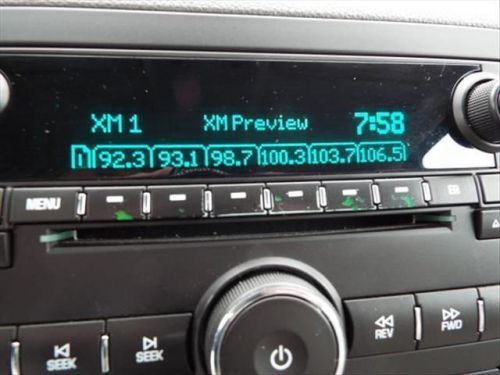 XM 1 XM Preview 7:58
92.3 93.1 98.7 100.3 103.7 106.5
MENU
SEEK SEEK REV FWD